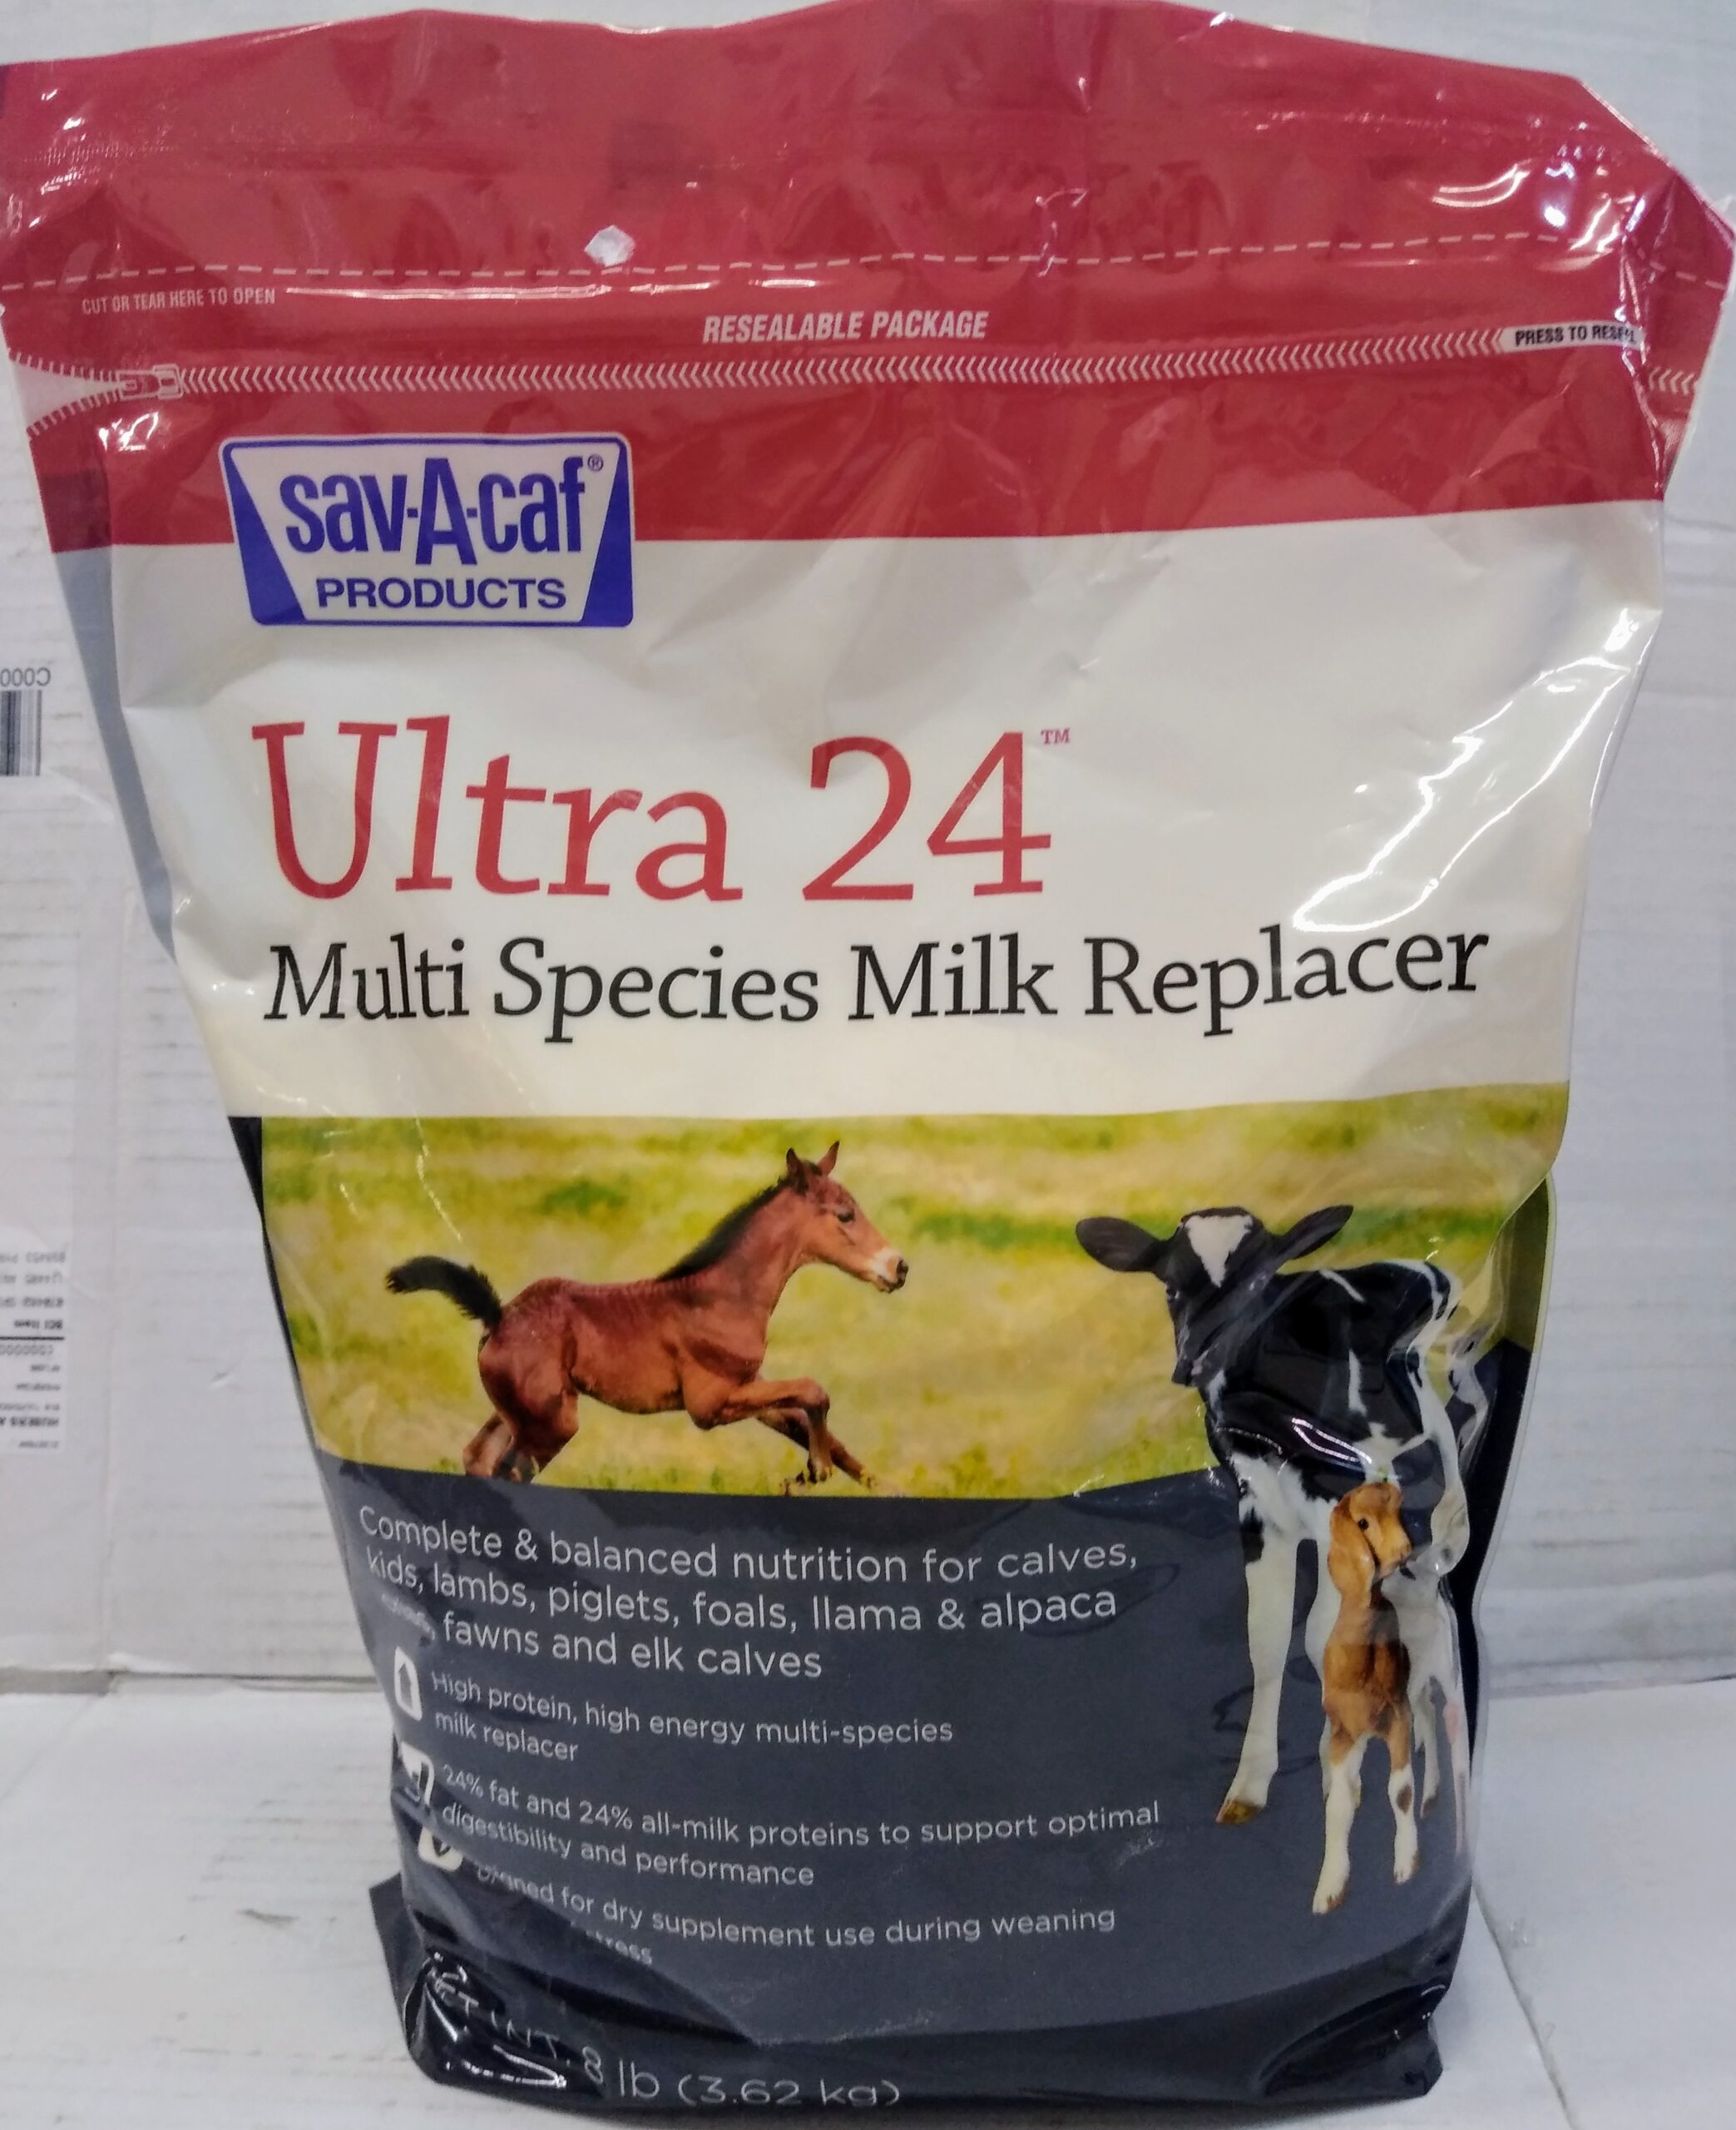 CUT OR TEAR HERE TO OPEN
RESEALABLE PACKAGE
PRESS TO RESEAL
sav-A-caf®
PRODUCTS
Ultra 24™
Multi Species Milk Replacer
Complete & balanced nutrition for calves,
kids, lambs, piglets, foals, llama & alpaca
fawns and elk calves
High protein, high energy multi-species
milk replacer
24% fat and 24% all-milk proteins to support optimal
digestibility and performance
for dry supplement use during weaning
NET WT. 8 lb (3.62 kg)